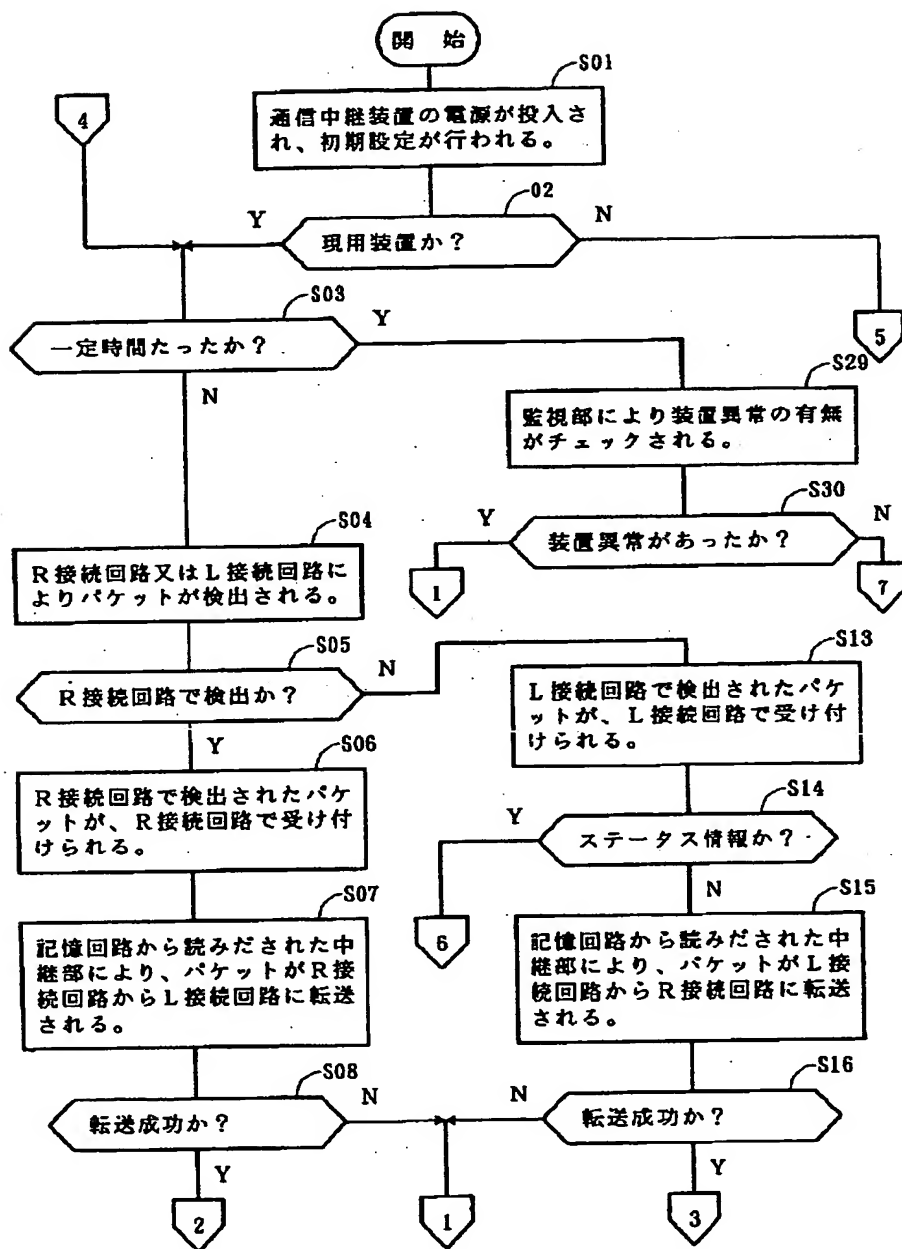 開 始
S01
通信中継装置の電源が投入さ
れ、初期設定が行われる。
4
02
Y
N
現用装置か?
S03
Y
一定時間たったか?
5
N
S29
監視部により装置異常の有無
がチェックされる。
S30
Y
N
装置異常があったか?
1
7
S04
R接続回路又はL接続回路に
よりパケットが検出される。
S05
N
R接続回路で検出か?
Y
S13
L接続回路で検出されたパケ
ットが、L接続回路で受け付
けられる。
S06
R接続回路で検出されたパケ
ットが、R接続回路で受け付
けられる。
S14
Y
ステータス情報か?
N
6
S07
記憶回路から読みだされた中
継部により、パケットがR接
続回路からL接続回路に転送
される。
S15
記憶回路から読みだされた中
継部により、パケットがL接
続回路からR接続回路に転送
される。
S08
N
転送成功か?
Y
S16
N
転送成功か?
Y
2
1
3